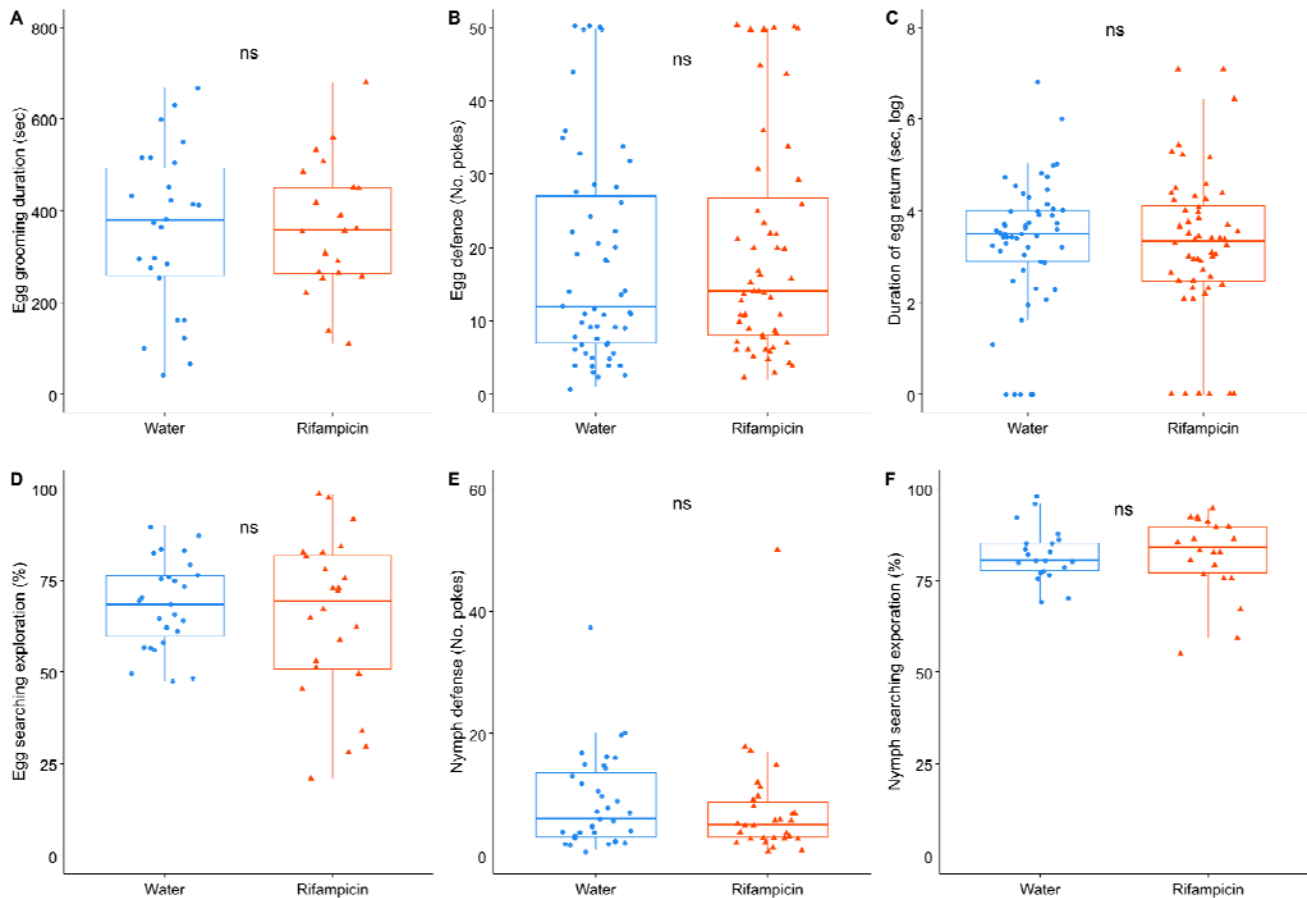 A
Egg grooming duration (sec)
800
600
400
200
0
ns
Water
Rifampicin
B
Egg defence (No. pokes)
50
40
30
20
10
0
ns
Water
Rifampicin
C
Duration of egg return (sec, log)
8
6
4
2
0
ns
Water
Rifampicin
D
Egg searching exploration (%)
100
75
50
25
0
ns
Water
Rifampicin
E
Nymph defense (No. pokes)
60
40
20
0
ns
Water
Rifampicin
F
Nymph searching exporation (%)
100
75
50
25
0
ns
Water
Rifampicin